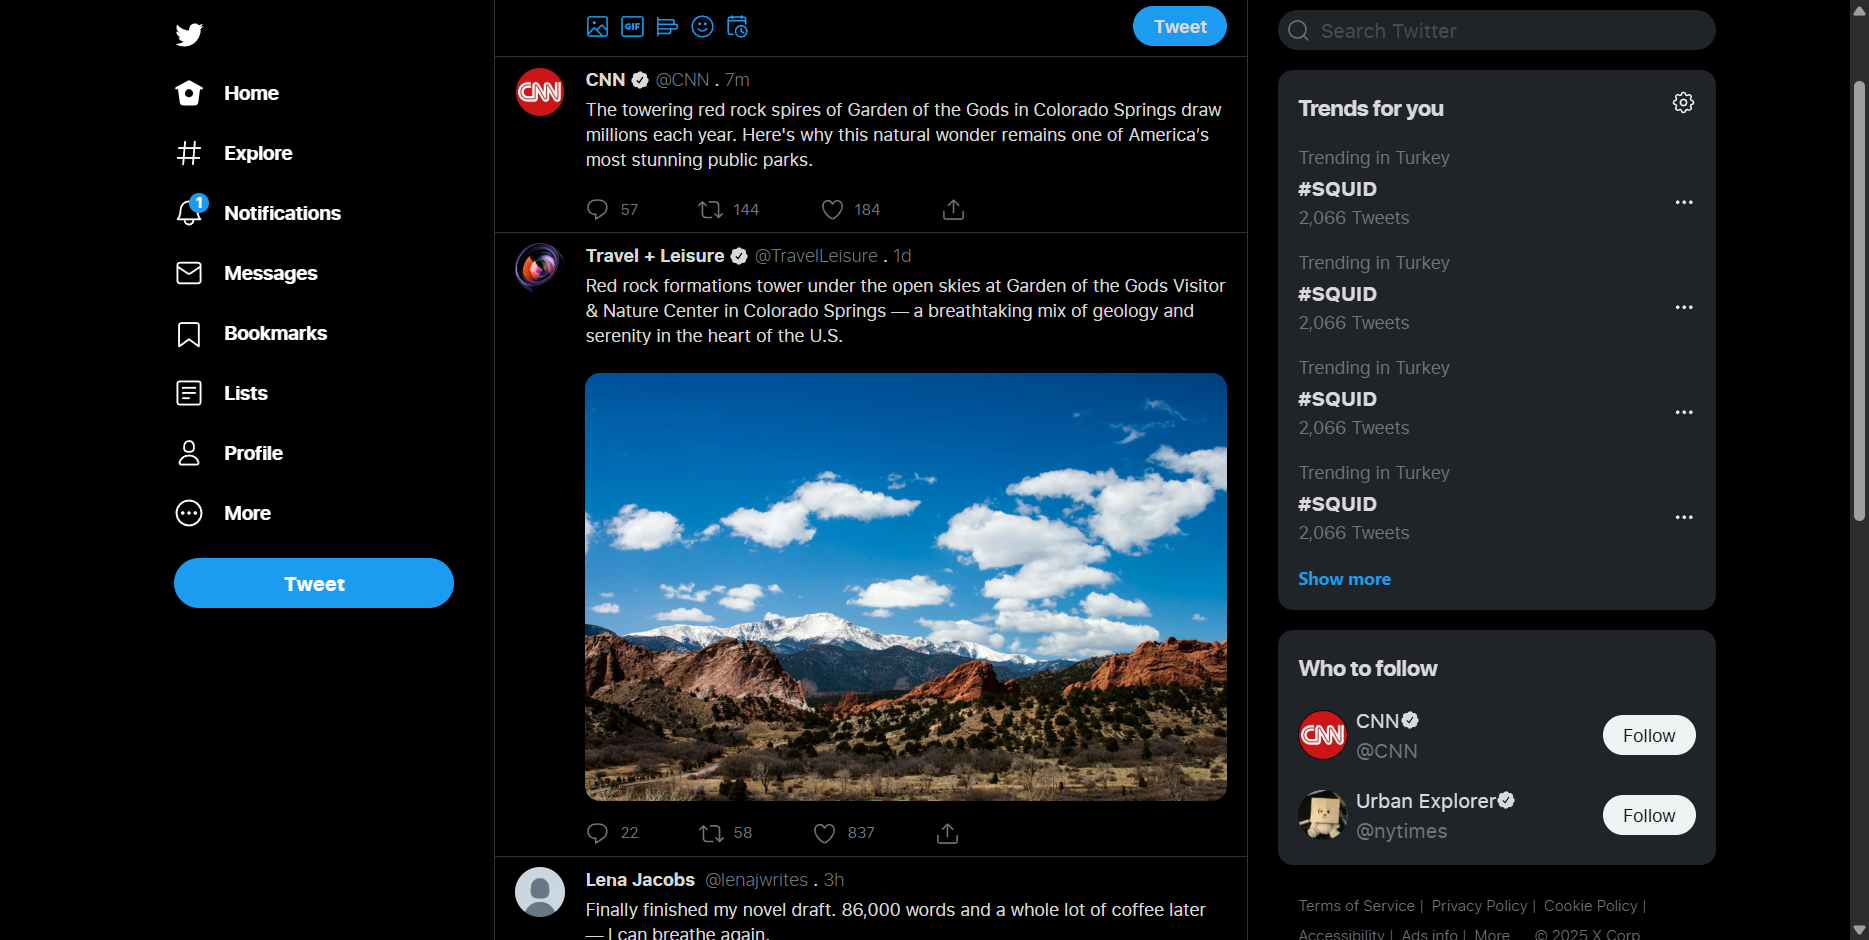 Home
Explore
1
Notifications
Messages
Bookmarks
Lists
Profile
More
Tweet
GIF
Tweet
CNN
CNN @CNN . 7m
The towering red rock spires of Garden of the Gods in Colorado Springs draw
millions each year. Here's why this natural wonder remains one of America's
most stunning public parks.
57 144 184
Travel + Leisure @TravelLeisure . 1d
Red rock formations tower under the open skies at Garden of the Gods Visitor
& Nature Center in Colorado Springs — a breathtaking mix of geology and
serenity in the heart of the U.S.
22 58 837
Lena Jacobs @lenajwrites . 3h
Finally finished my novel draft. 86,000 words and a whole lot of coffee later
— I can breathe again.
Search Twitter
Trends for you
Trending in Turkey
#SQUID
2,066 Tweets
Trending in Turkey
#SQUID
2,066 Tweets
Trending in Turkey
#SQUID
2,066 Tweets
Trending in Turkey
#SQUID
2,066 Tweets
Show more
Who to follow
CNN
CNN
@CNN
Follow
Urban Explorer
@nytimes
Follow
Terms of Service | Privacy Policy | Cookie Policy |
Accessibility | Ads info | More © 2025 X Corp